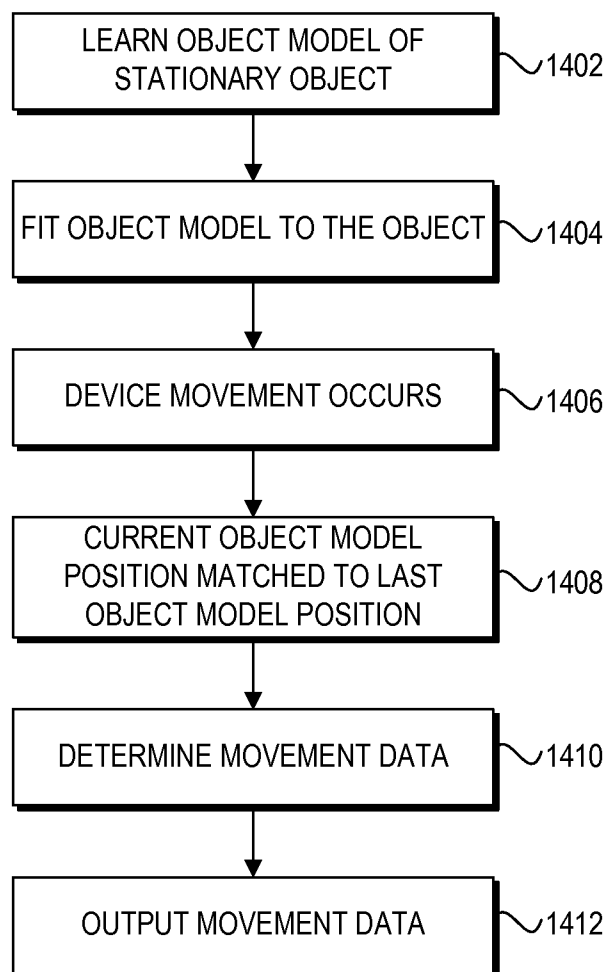 LEARN OBJECT MODEL OF
STATIONARY OBJECT
1402
FIT OBJECT MODEL TO THE OBJECT
1404
DEVICE MOVEMENT OCCURS
1406
CURRENT OBJECT MODEL
POSITION MATCHED TO LAST
OBJECT MODEL POSITION
1408
DETERMINE MOVEMENT DATA
1410
OUTPUT MOVEMENT DATA
1412